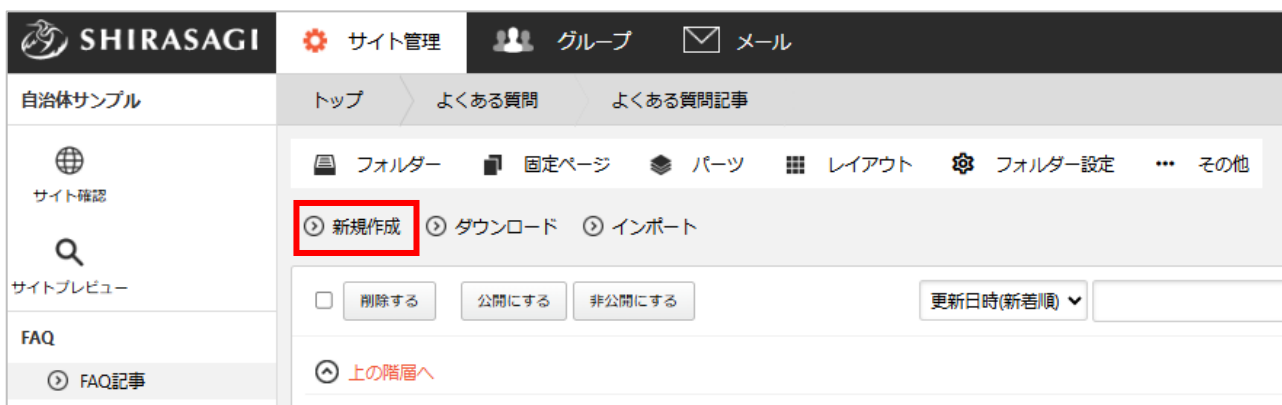 SHIRASAGI サイト管理 グループ メール
自治体サンプル トップ よくある質問 よくある質問記事
フォルダー 固定ページ パーツ レイアウト フォルダー設定 ••• その他
サイト確認
新規作成 ダウンロード インポート
サイトプレビュー
削除する 公開にする 非公開にする 更新日時(新着順)
FAQ
上の階層へ
FAQ記事